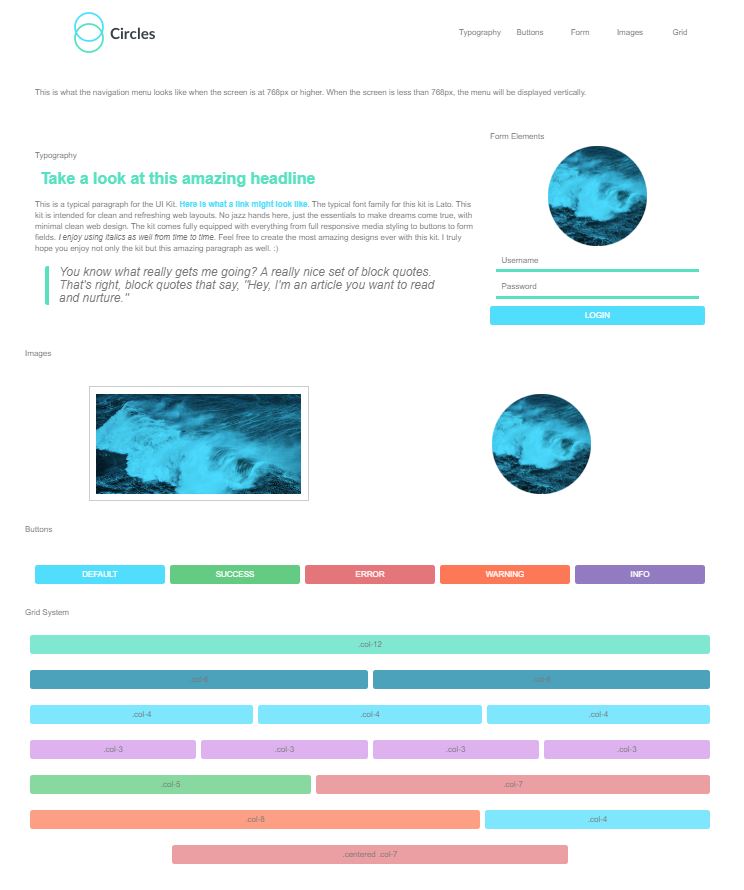 Circles
Typography Buttons Form Images Grid
This is what the navigation menu looks like when the screen is at 768px or higher. When the screen is less than 768px, the menu will be displayed vertically.
Typography
Take a look at this amazing headline
This is a typical paragraph for the UI Kit. Here is what a link might look like. The typical font family for this kit is Lato. This
kit is intended for clean and refreshing web layouts. No jazz hands here, just the essentials to make dreams come true, with
minimal clean web design. The kit comes fully equipped with everything from full responsive media styling to buttons to form
fields. I enjoy using italics as well from time to time. Feel free to create the most amazing designs ever with this kit. I truly
hope you enjoy not only the kit but this amazing paragraph as well. :)
You know what really gets me going? A really nice set of block quotes.
That's right, block quotes that say, "Hey, I'm an article you want to read
and nurture."
Form Elements
Username
Password
LOGIN
Images
Buttons
DEFAULT SUCCESS ERROR WARNING INFO
Grid System
.col-12
.col-6 .col-6
.col-4 .col-4 .col-4
.col-3 .col-3 .col-3 .col-3
.col-5 .col-7
.col-8 .col-4
.centered .col-7